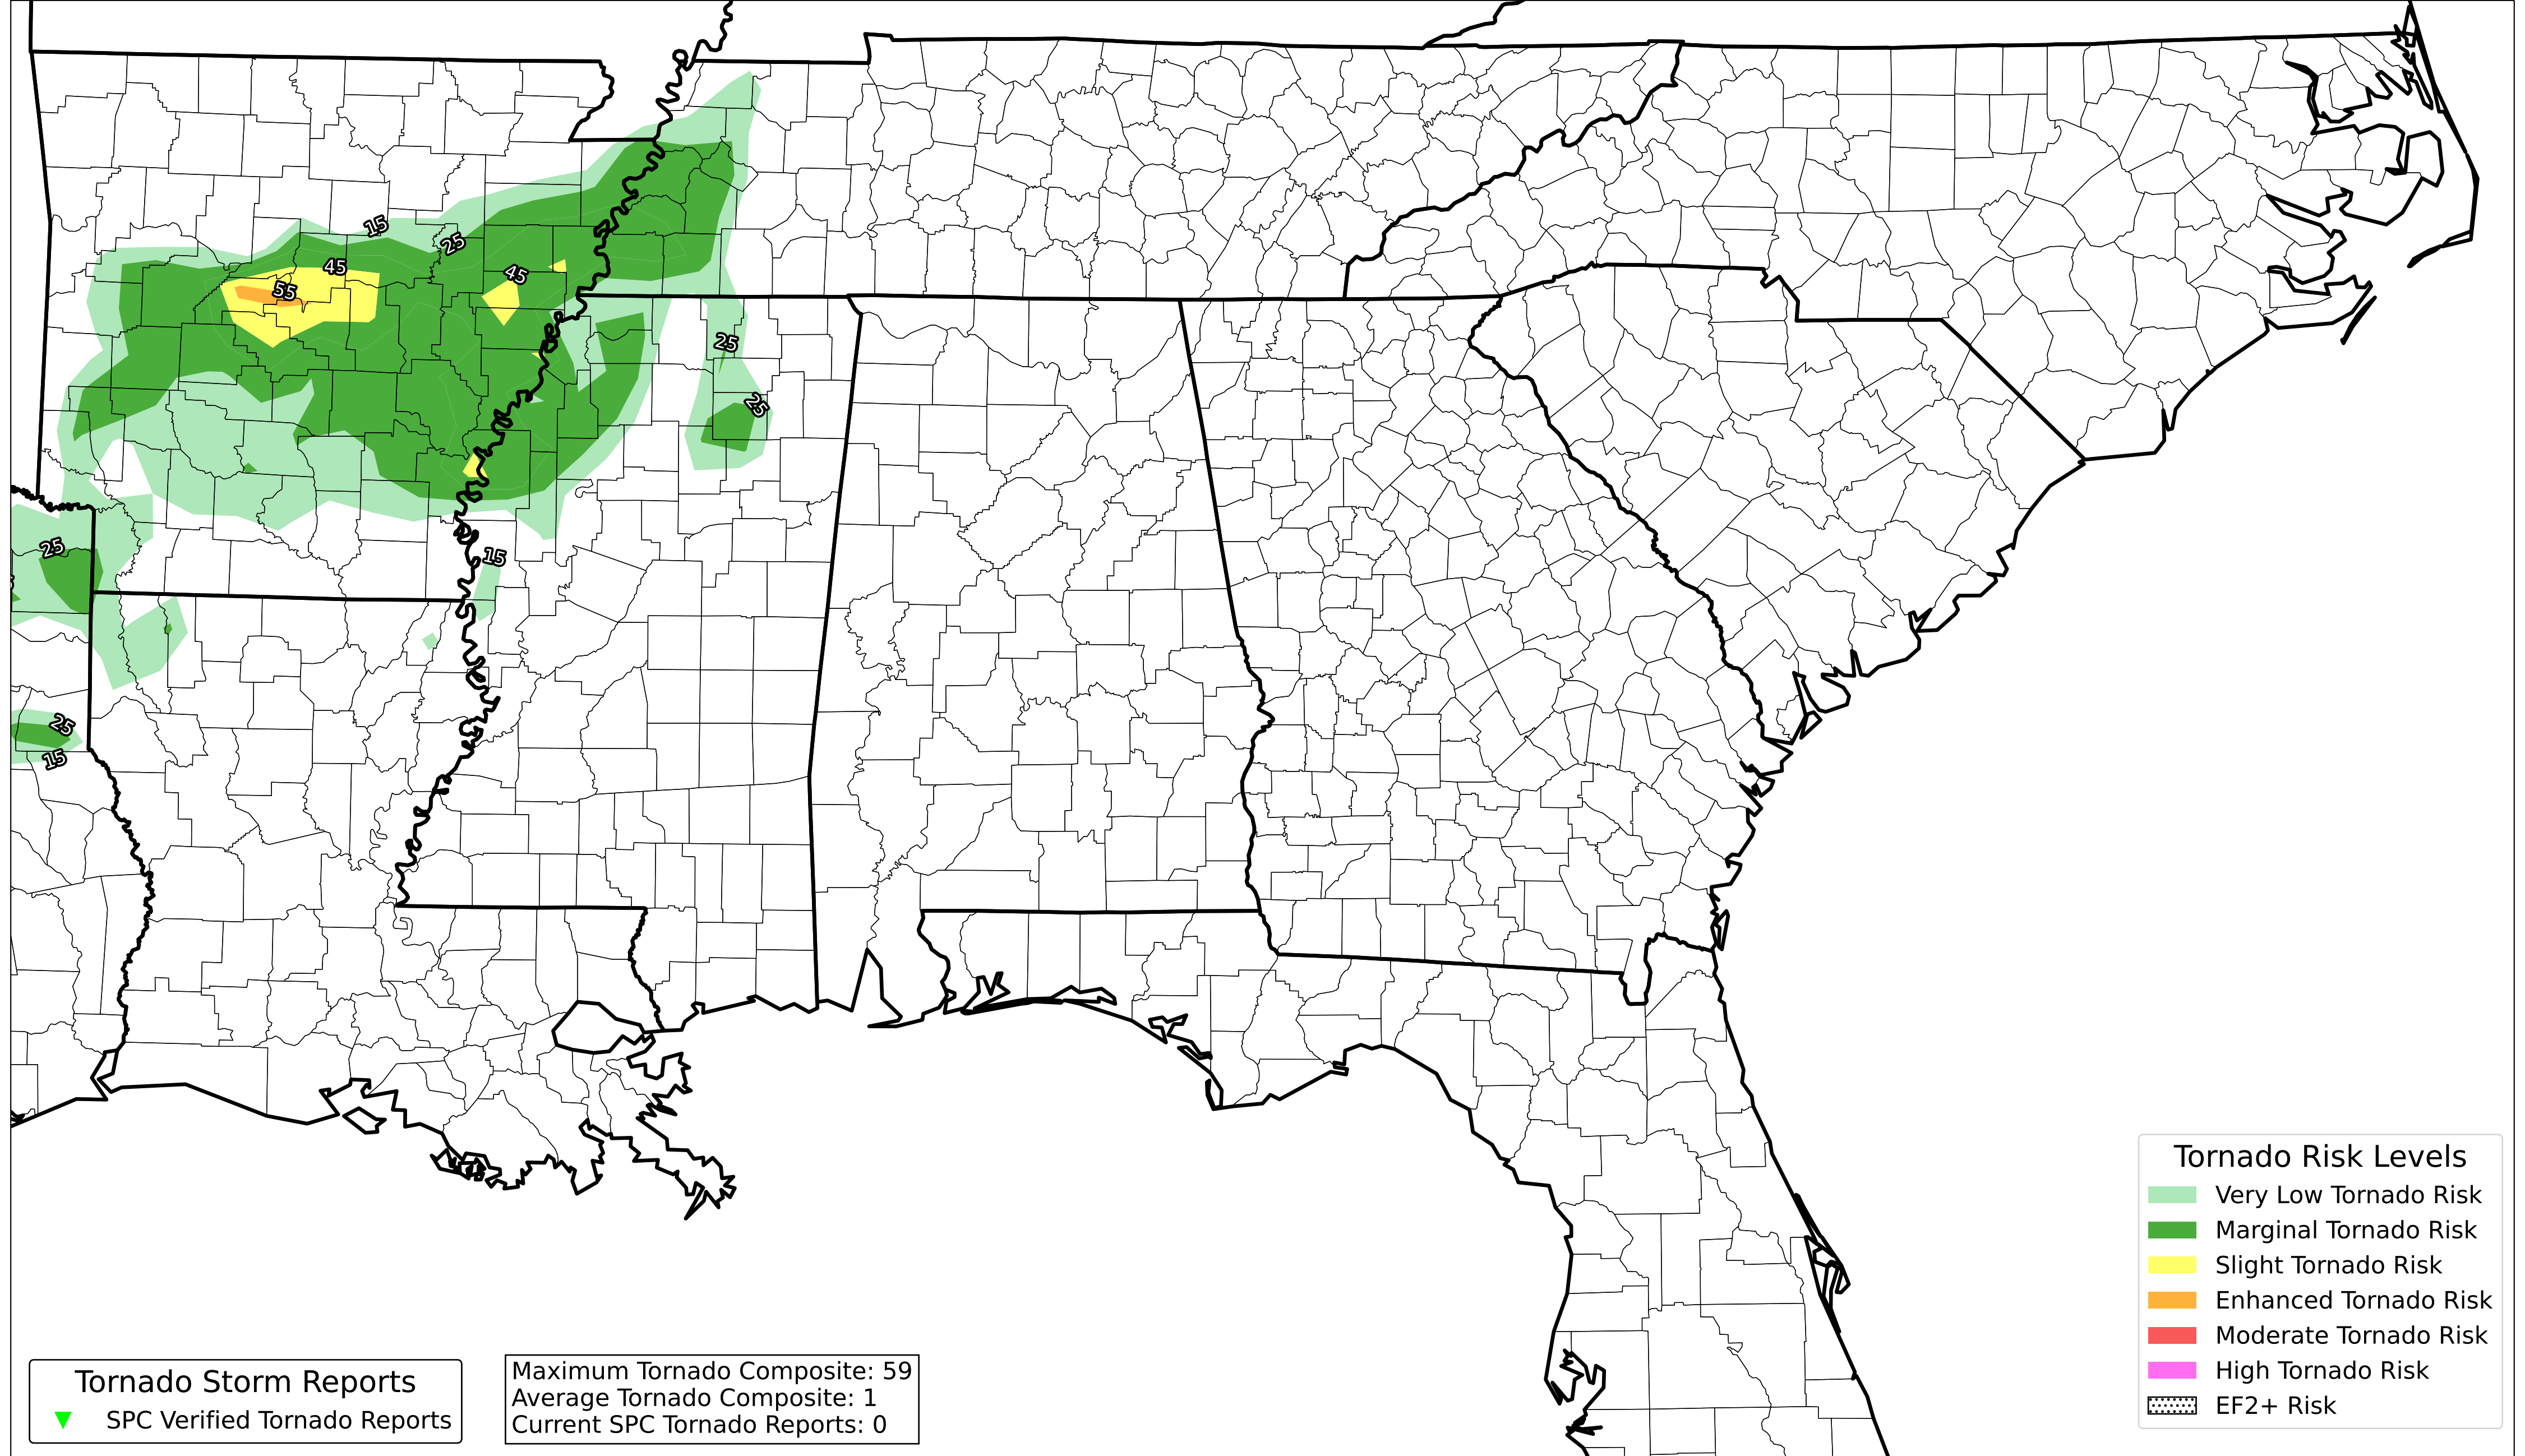 15
25
45
45
55
25
25
25
15
25
15
Tornado Risk Levels
Very Low Tornado Risk
Marginal Tornado Risk
Slight Tornado Risk
Enhanced Tornado Risk
Moderate Tornado Risk
High Tornado Risk
EF2+ Risk
Tornado Storm Reports
SPC Verified Tornado Reports
Maximum Tornado Composite: 59
Average Tornado Composite: 1
Current SPC Tornado Reports: 0